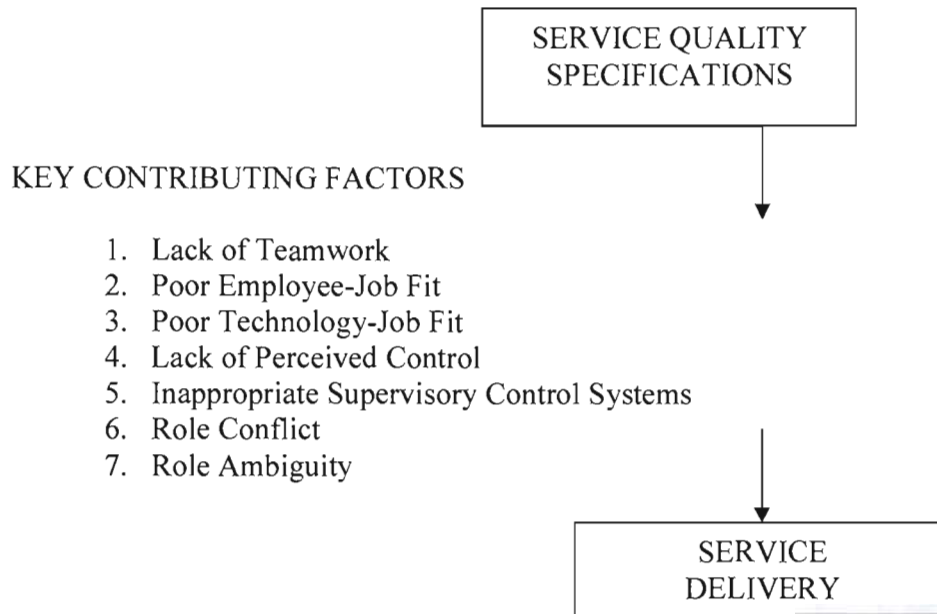 SERVICE QUALITY
SPECIFICATIONS
KEY CONTRIBUTING FACTORS
1. Lack of Teamwork
2. Poor Employee-Job Fit
3. Poor Technology-Job Fit
4. Lack of Perceived Control
5. Inappropriate Supervisory Control Systems
6. Role Conflict
7. Role Ambiguity
SERVICE
DELIVERY